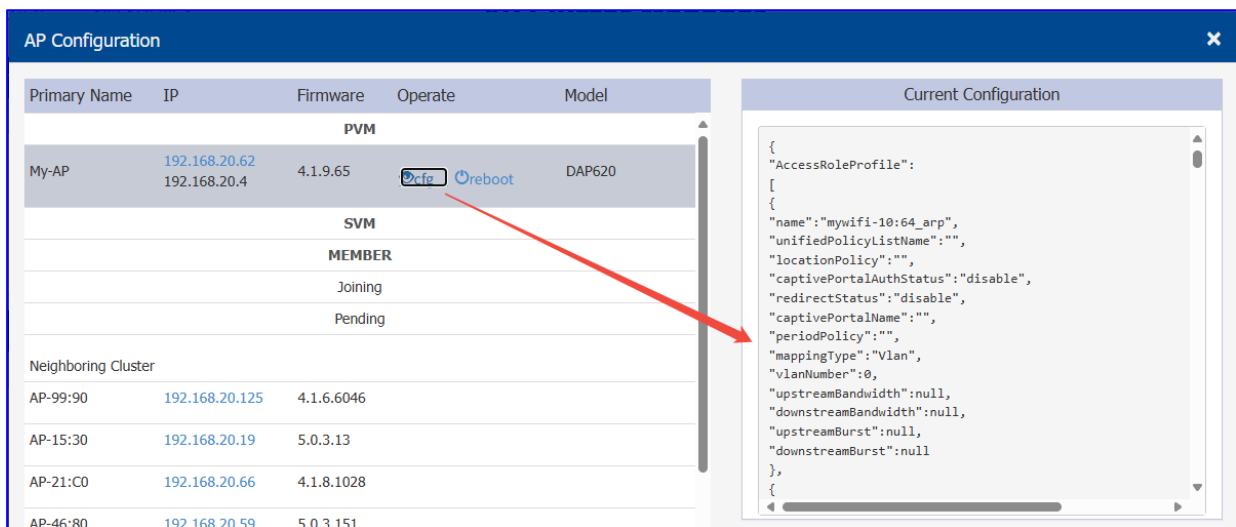 AP Configuration
Primary Name IP Firmware Operate Model
PVM
My-AP 192.168.20.62 192.168.20.4 4.1.9.65 cfg reboot DAP620
SVM
MEMBER
Joining
Pending
Neighboring Cluster
AP-99:90 192.168.20.125 4.1.6.6046
AP-15:30 192.168.20.19 5.0.3.13
AP-21:C0 192.168.20.66 4.1.8.1028
AP-46:80 192.168.20.59 5.0.3.151
Current Configuration
{
"AccessRoleProfile":
[
{
"name":"mywifi-10:64_arp",
"unifiedPolicyListName":"",
"locationPolicy":"",
"captivePortalAuthStatus":"disable",
"redirectStatus":"disable",
"captivePortalName":"",
"periodPolicy":"",
"mappingType":"Vlan",
"vlanNumber":0,
"upstreamBandwidth":null,
"downstreamBandwidth":null,
"upstreamBurst":null,
"downstreamBurst":null
},
{